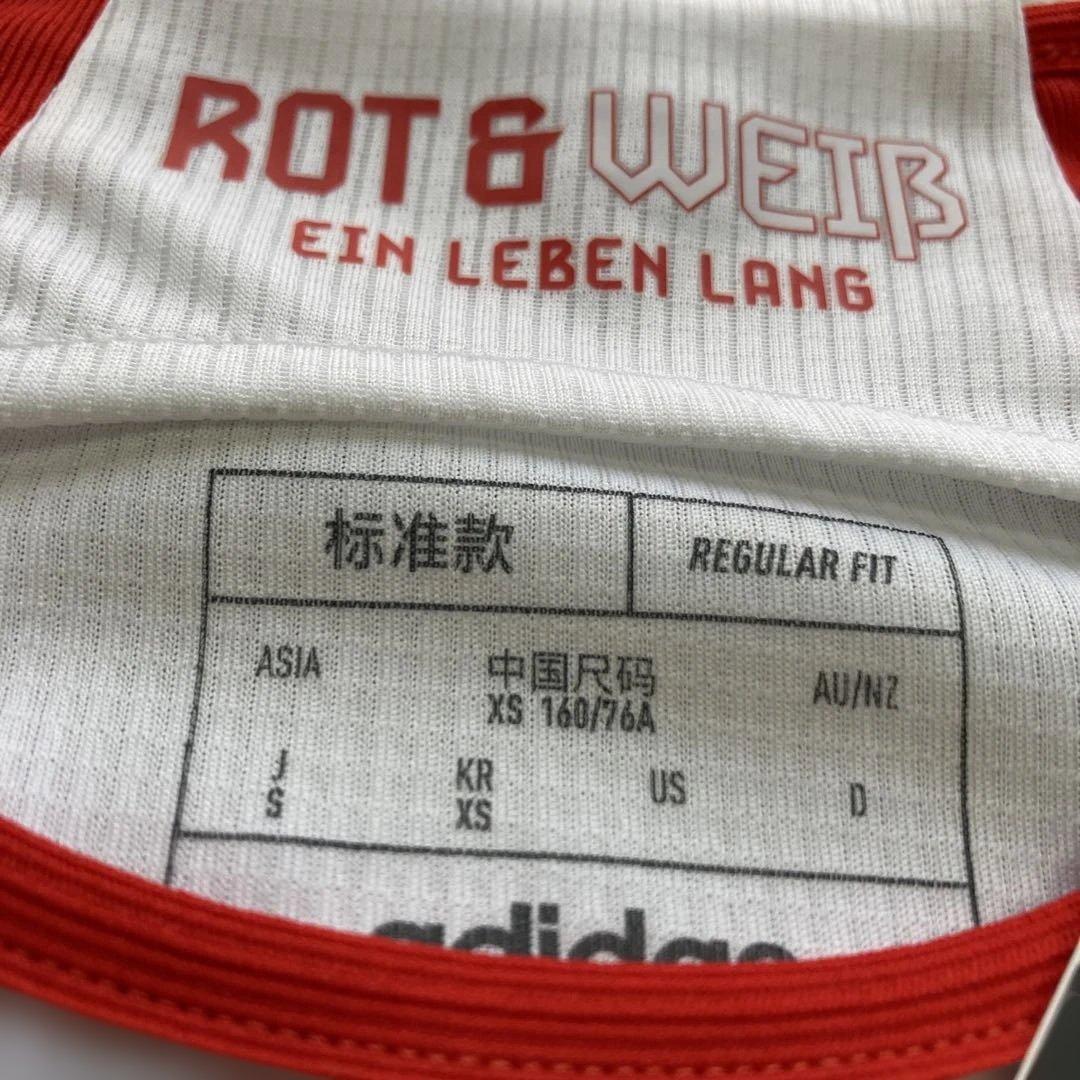 ROT & WEIß
EIN LEBEN LANG
标准款 REGULAR FIT
ASIA 中国尺码 AU/NZ
XS 160/76A
J KR US D
S XS
adidas